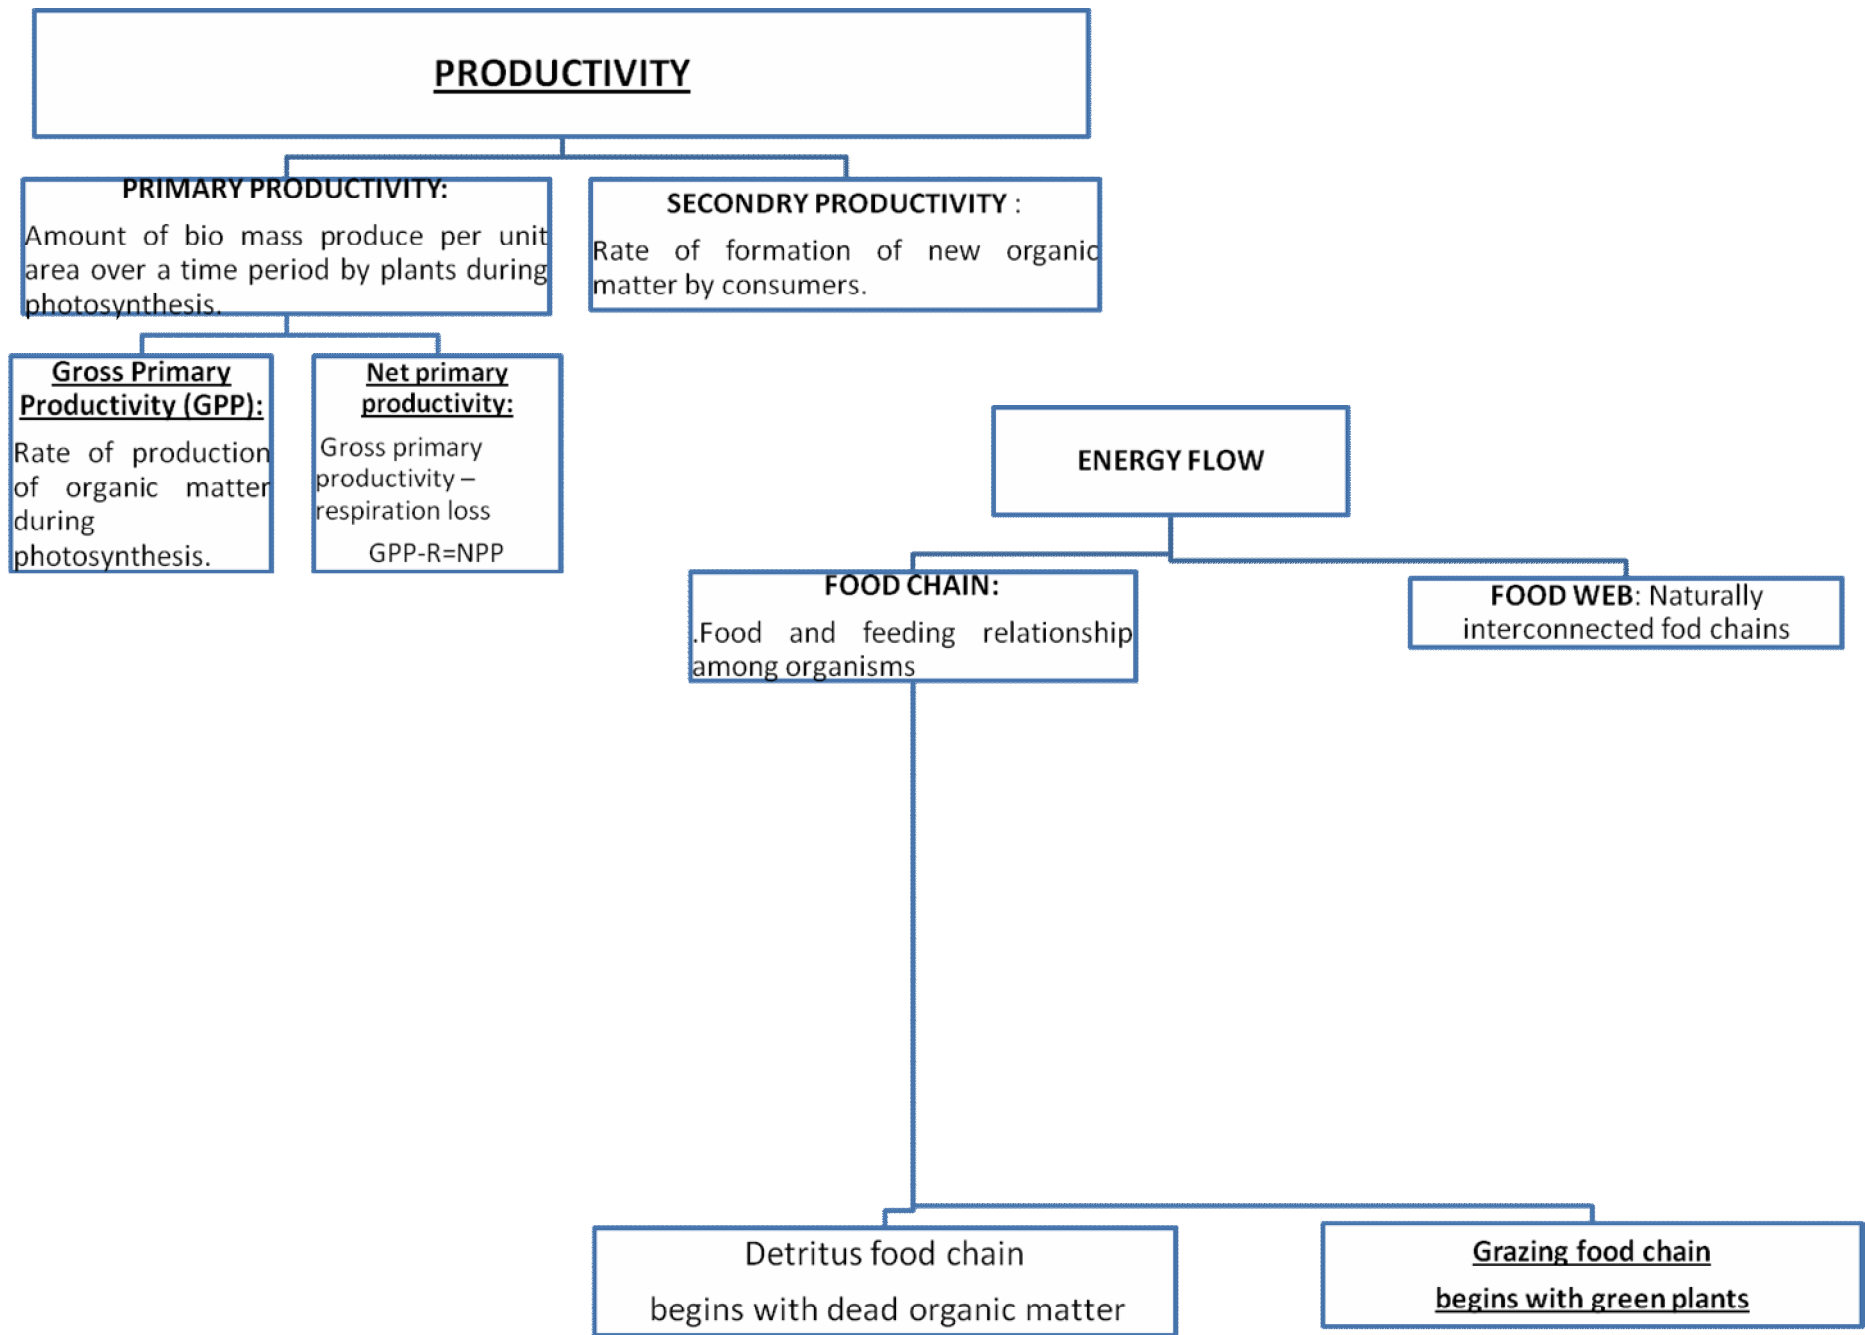 PRODUCTIVITY
PRIMARY PRODUCTIVITY:
Amount of bio mass produce per unit
area over a time period by plants during
photosynthesis.
SECONDRY PRODUCTIVITY :
Rate of formation of new organic
matter by consumers.
Gross Primary
Productivity (GPP):
Rate of production
of organic matter
during
photosynthesis.
Net primary
productivity:
Gross primary
productivity –
respiration loss
GPP-R=NPP
ENERGY FLOW
FOOD CHAIN:
.Food and feeding relationship
among organisms
FOOD WEB: Naturally
interconnected fod chains
Detritus food chain
begins with dead organic matter
Grazing food chain
begins with green plants